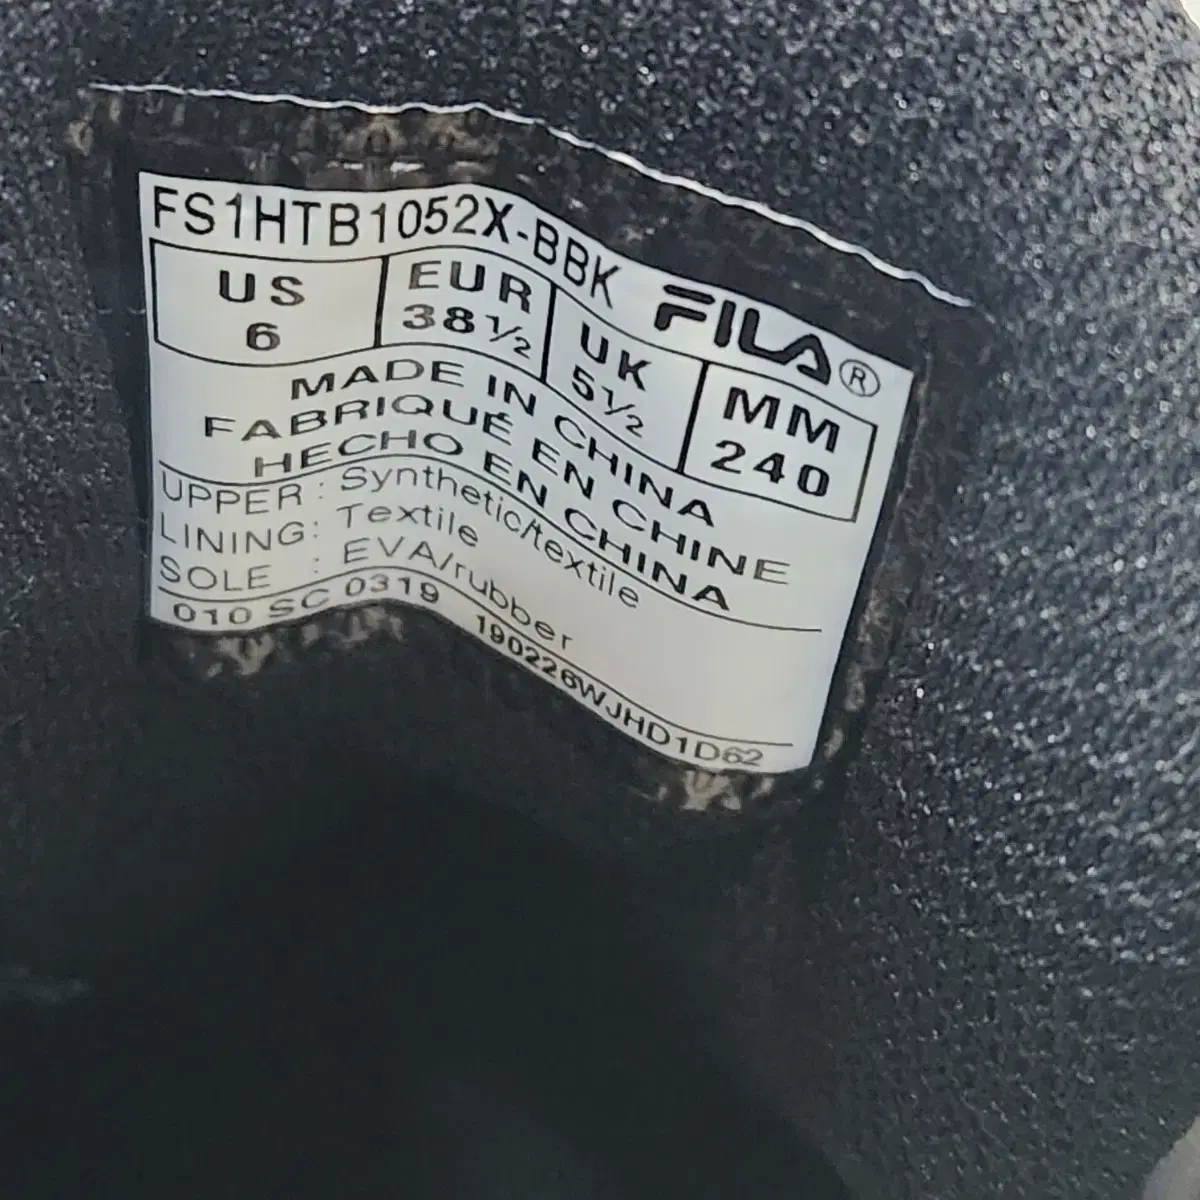 FS1HTB1052X-BBK FILA®
US EUR UK MM
6 38½ 5½ 240
MADE IN CHINA
FABRIQUÉ EN CHINE
HECHO EN CHINA
UPPER : Synthetic/textile
LINING: Textile
SOLE : EVA/rubber
010 SC 0319 190226WJHD1D62